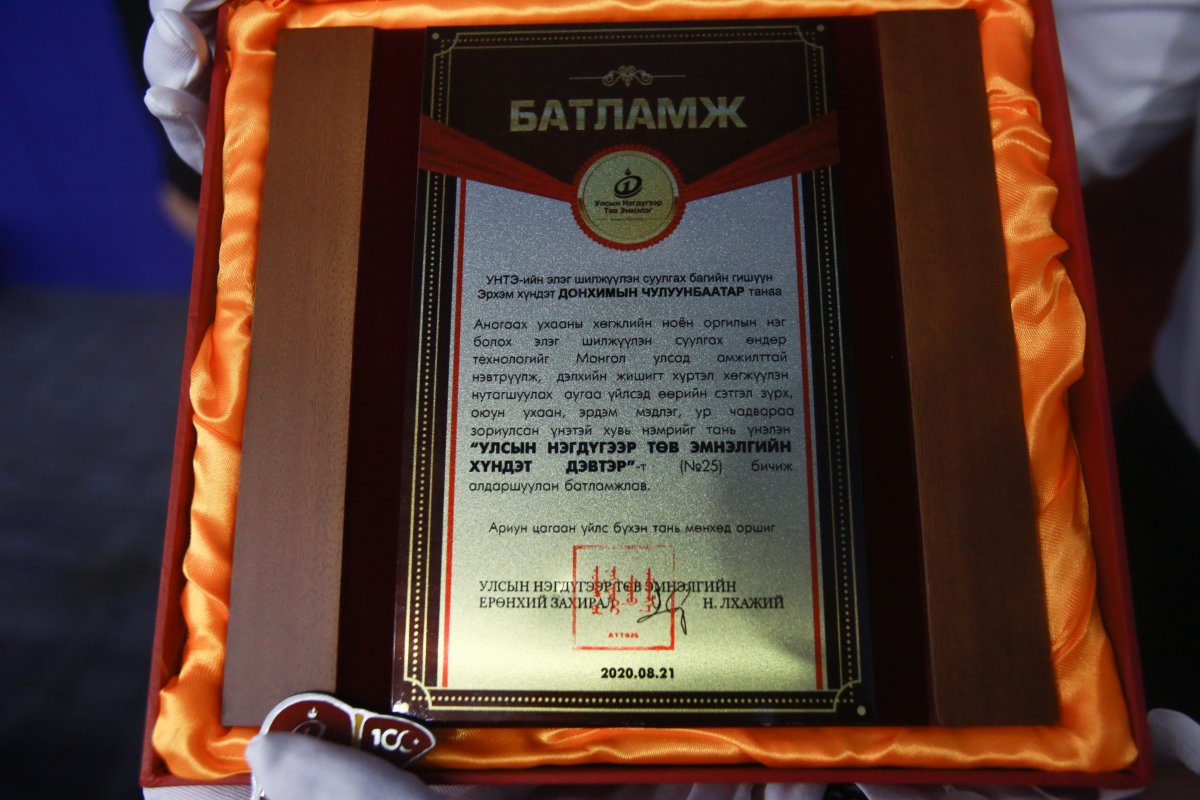 БАТЛАМЖ
Улсын Нэгдүгээр
Төв Эмнэлэг
УНТЭ-ийн элэг шилжүүлэн суулгах багийн гишүүн
Эрхэм хүндэт ДОНХИМЫН ЧУЛУУНБААТАР танаа
Анагаах ухааны хөгжлийн ноён оргилын нэг
болох элэг шилжүүлэн суулгах өндөр
технологийг Монгол улсад амжилттай
нэвтрүүлж, дэлхийн жишигт хүртэл хөгжүүлэн
нутагшуулах аугаа үйлсэд өөрийн сэтгэл зүрх,
оюун ухаан, эрдэм мэдлэг, ур чадвараа
зориулсан үнэтэй хувь нэмрийг тань үнэлэн
"УЛСЫН НЭГДҮГЭЭР ТӨВ ЭМНЭЛГИЙН
ХҮНДЭТ ДЭВТЭР"-т (№25) бичиж
алдаршуулан батламжлав.
Ариун цагаан үйлс бүхэн тань мөнхөд оршиг
УЛСЫН НЭГДҮГЭЭР ТӨВ ЭМНЭЛГИЙН
ЕРӨНХИЙ ЗАХИРАЛ Н. ЛХАЖИЙ
2020.08.21
100